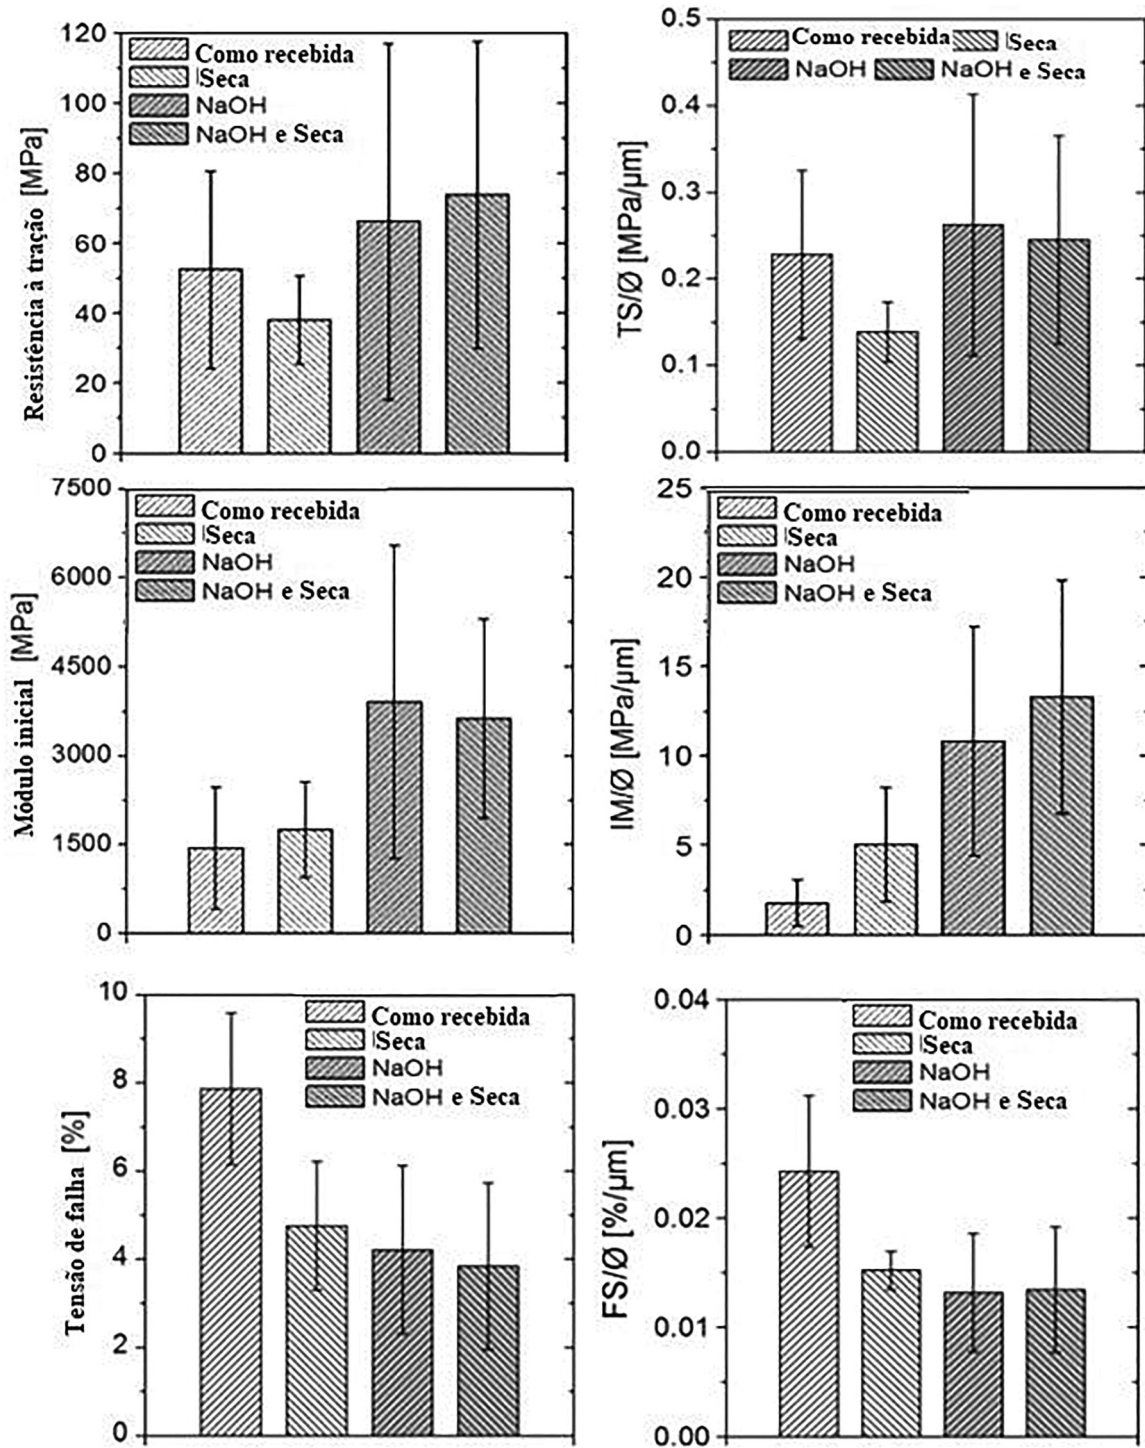 120
100
80
60
40
20
0
Resistência à tração [MPa]
Como recebida
Seca
NaOH
NaOH e Seca
0.5
0.4
0.3
0.2
0.1
0.0
TS/Ø [MPa/µm]
Como recebida Seca
NaOH NaOH e Seca
7500
6000
4500
3000
1500
0
Módulo inicial [MPa]
Como recebida
Seca
NaOH
NaOH e Seca
25
20
15
10
5
0
IM/Ø [MPa/µm]
Como recebida
Seca
NaOH
NaOH e Seca
10
8
6
4
2
0
Tensão de falha [%]
Como recebida
Seca
NaOH
NaOH e Seca
0.04
0.03
0.02
0.01
0.00
FS/Ø [%/µm]
Como recebida
Seca
NaOH
NaOH e Seca